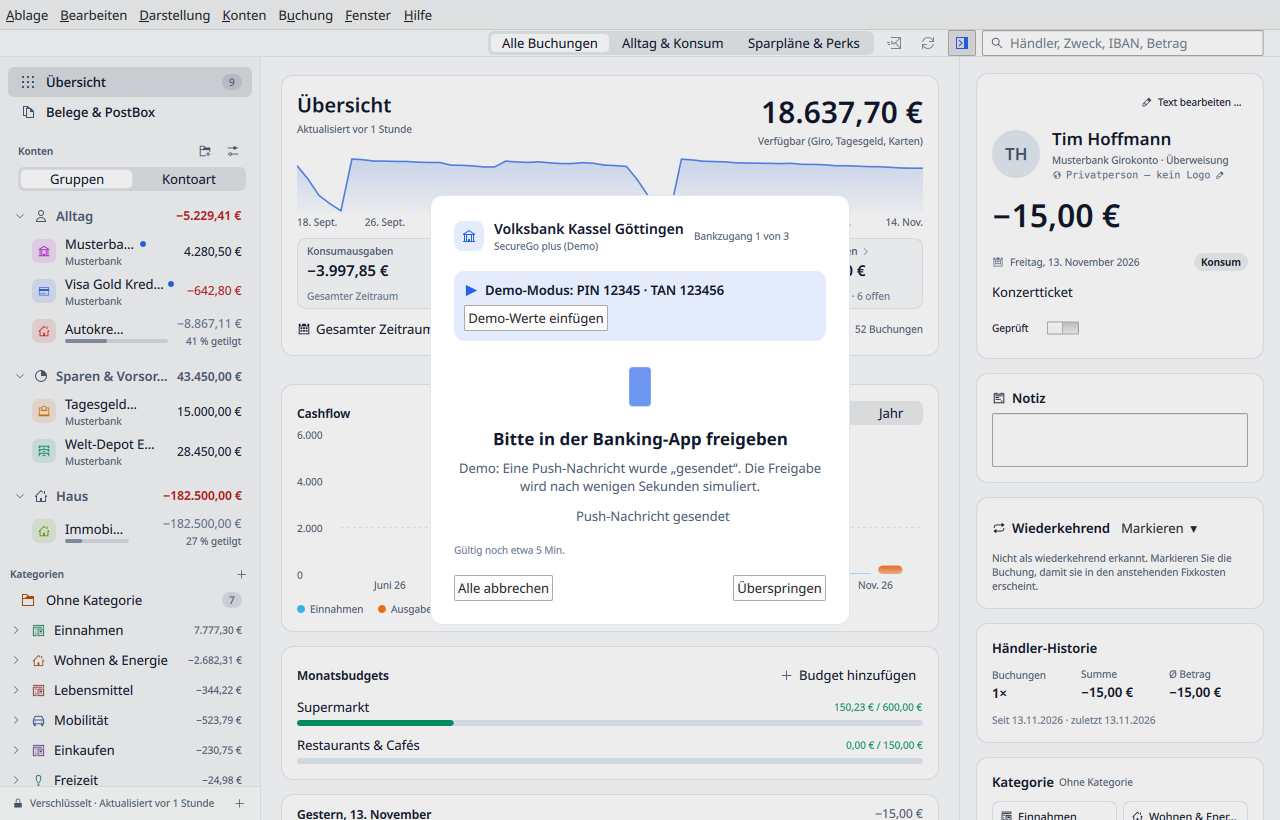 Ablage Bearbeiten Darstellung Konten Buchung Fenster Hilfe
Alle Buchungen Alltag & Konsum Sparpläne & Perks
Händler, Zweck, IBAN, Betrag
Übersicht 9
Belege & PostBox
Konten
Gruppen Kontoart
Alltag −5.229,41 €
Musterba... 4.280,50 €
Musterbank
Visa Gold Kred... −642,80 €
Musterbank
Autokre... −8.867,11 €
41 % getilgt
Sparen & Vorsor... 43.450,00 €
Tagesgeld... 15.000,00 €
Musterbank
Welt-Depot E... 28.450,00 €
Musterbank
Haus −182.500,00 €
Immobi... −182.500,00 €
27 % getilgt
Kategorien
Ohne Kategorie 7
Einnahmen 7.777,30 €
Wohnen & Energie −2.682,31 €
Lebensmittel −344,22 €
Mobilität −523,79 €
Einkaufen −230,75 €
Freizeit −24,98 €
Verschlüsselt · Aktualisiert vor 1 Stunde
Übersicht
Aktualisiert vor 1 Stunde
18.637,70 €
Verfügbar (Giro, Tagesgeld, Karten)
18. Sept. 26. Sept. 14. Nov.
Konsumausgaben
−3.997,85 €
Gesamter Zeitraum
en
0 €
· 6 offen
Gesamter Zeitraum
52 Buchungen
Cashflow
Jahr
6.000
4.000
2.000
0
Juni 26 Nov. 26
Einnahmen Ausgabe
Volksbank Kassel Göttingen
SecureGo plus (Demo)
Bankzugang 1 von 3
Demo-Modus: PIN 12345 · TAN 123456
Demo-Werte einfügen
Bitte in der Banking-App freigeben
Demo: Eine Push-Nachricht wurde „gesendet“. Die Freigabe
wird nach wenigen Sekunden simuliert.
Push-Nachricht gesendet
Gültig noch etwa 5 Min.
Alle abbrechen Überspringen
Monatsbudgets
Budget hinzufügen
Supermarkt 150,23 € / 600,00 €
Restaurants & Cafés 0,00 € / 150,00 €
Gestern, 13. November −15,00 €
Text bearbeiten ...
TH
Tim Hoffmann
Musterbank Girokonto · Überweisung
Privatperson — kein Logo
−15,00 €
Freitag, 13. November 2026 Konsum
Konzertticket
Geprüft
Notiz
Wiederkehrend Markieren
Nicht als wiederkehrend erkannt. Markieren Sie die
Buchung, damit sie in den anstehenden Fixkosten
erscheint.
Händler-Historie
Buchungen Summe Ø Betrag
1× −15,00 € −15,00 €
Seit 13.11.2026 · zuletzt 13.11.2026
Kategorie Ohne Kategorie
Einnahmen Wohnen & Ener...